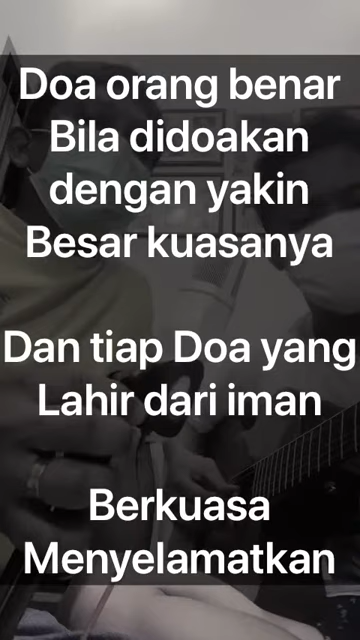 Doa orang benar
Bila didoakan
dengan yakin
Besar kuasanya
Dan tiap Doa yang
Lahir dari iman
Berkuasa
Menyelamatkan